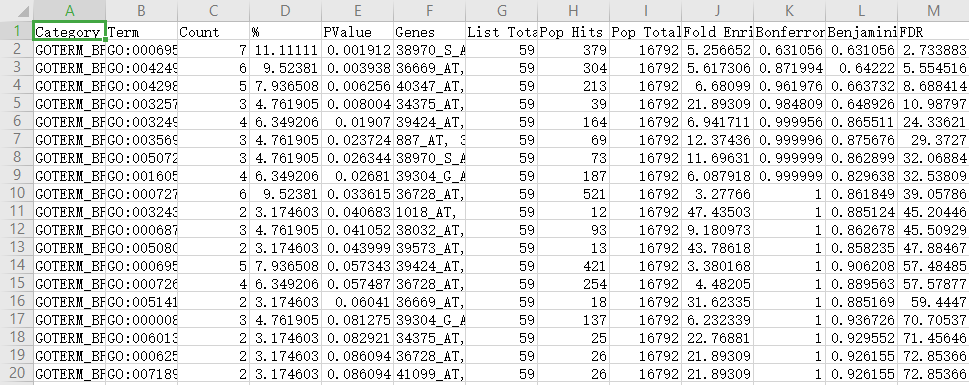 A B C D E F G H I J K L M
1 Category Term Count % PValue Genes List Tota Pop Hits Pop Total Fold Enri Bonferron Benjamini FDR
2 GOTERM_BP GO:000695 7 11.11111 0.001912 38970_S_A 59 379 16792 5.256652 0.631056 0.631056 2.733883
3 GOTERM_BP GO:004249 6 9.52381 0.003938 36669_AT, 59 304 16792 5.617306 0.871994 0.64222 5.554516
4 GOTERM_BP GO:004298 5 7.936508 0.006256 40347_AT, 59 213 16792 6.68099 0.961976 0.663732 8.688414
5 GOTERM_BP GO:003257 3 4.761905 0.008004 34375_AT, 59 39 16792 21.89309 0.984809 0.648926 10.98797
6 GOTERM_BP GO:003249 4 6.349206 0.01907 39424_AT, 59 164 16792 6.941711 0.999956 0.865511 24.33621
7 GOTERM_BP GO:003569 3 4.761905 0.023724 887_AT, 3 59 69 16792 12.37436 0.999996 0.875676 29.3727
8 GOTERM_BP GO:005072 3 4.761905 0.026344 38970_S_A 59 73 16792 11.69631 0.999999 0.862899 32.06884
9 GOTERM_BP GO:001605 4 6.349206 0.02681 39304_G_A 59 187 16792 6.087918 0.999999 0.829638 32.53809
10 GOTERM_BP GO:000727 6 9.52381 0.033615 36728_AT, 59 521 16792 3.27766 1 0.861849 39.05786
11 GOTERM_BP GO:003243 2 3.174603 0.040683 1018_AT, 59 12 16792 47.43503 1 0.885124 45.20446
12 GOTERM_BP GO:000687 3 4.761905 0.041052 38032_AT, 59 93 16792 9.180973 1 0.862678 45.50929
13 GOTERM_BP GO:005080 2 3.174603 0.043999 39573_AT, 59 13 16792 43.78618 1 0.858235 47.88467
14 GOTERM_BP GO:000695 5 7.936508 0.057343 39424_AT, 59 421 16792 3.380168 1 0.906208 57.48485
15 GOTERM_BP GO:000726 4 6.349206 0.057487 36728_AT, 59 254 16792 4.48205 1 0.889563 57.57877
16 GOTERM_BP GO:005141 2 3.174603 0.06041 36669_AT, 59 18 16792 31.62335 1 0.885169 59.4447
17 GOTERM_BP GO:000008 3 4.761905 0.081275 39304_G_A 59 137 16792 6.232339 1 0.936726 70.70537
18 GOTERM_BP GO:006013 2 3.174603 0.082921 34375_AT, 59 25 16792 22.76881 1 0.929552 71.45646
19 GOTERM_BP GO:000625 2 3.174603 0.086094 36728_AT, 59 26 16792 21.89309 1 0.926155 72.85366
20 GOTERM_BP GO:007189 2 3.174603 0.086094 41099_AT, 59 26 16792 21.89309 1 0.926155 72.85366